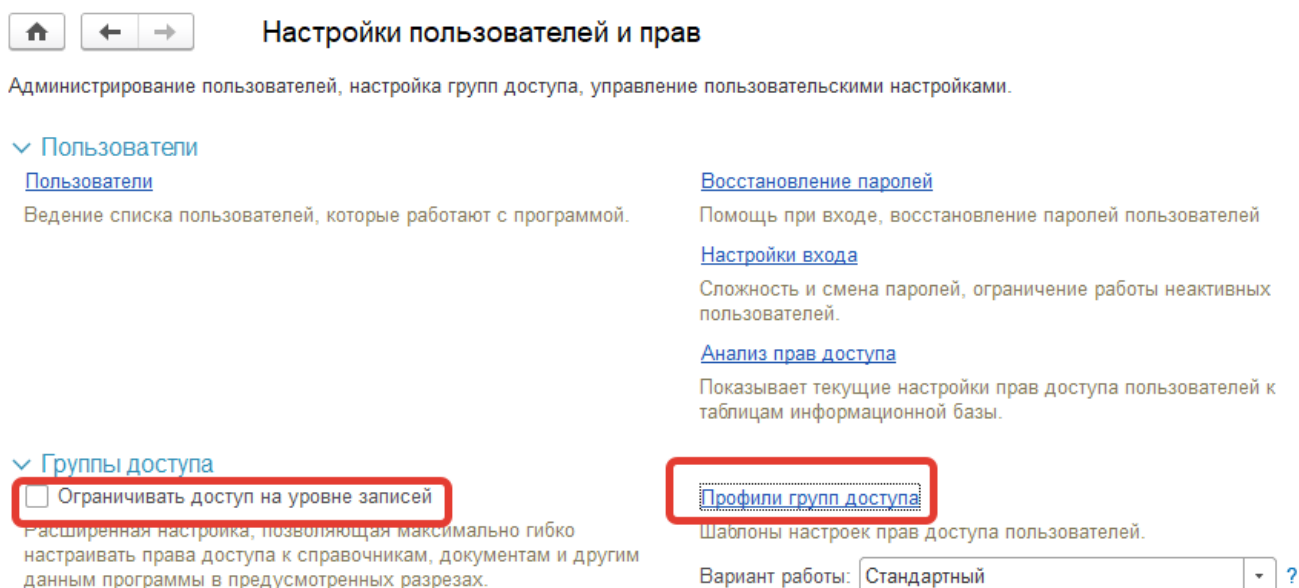 Настройки пользователей и прав
Администрирование пользователей, настройка групп доступа, управление пользовательскими настройками.
Пользователи
Пользователи
Ведение списка пользователей, которые работают с программой.
Восстановление паролей
Помощь при входе, восстановление паролей пользователей
Настройки входа
Сложность и смена паролей, ограничение работы неактивных
пользователей.
Анализ прав доступа
Показывает текущие настройки прав доступа пользователей к
таблицам информационной базы.
Группы доступа
Ограничивать доступ на уровне записей
Расширенная настройка, позволяющая максимально гибко
настраивать права доступа к справочникам, документам и другим
данным программы в предусмотренных разрезах.
Профили групп доступа
Шаблоны настроек прав доступа пользователей.
Вариант работы: Стандартный ?